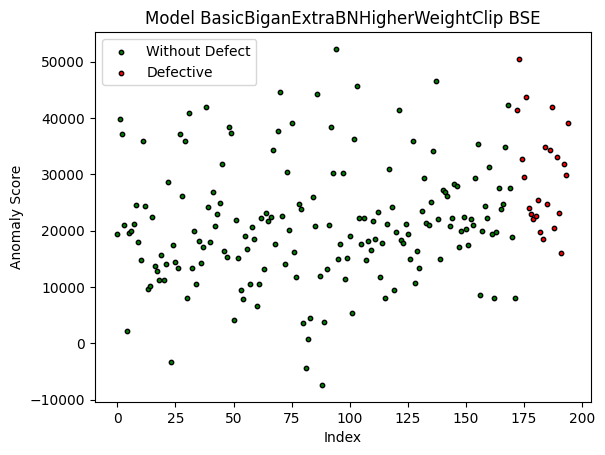 Model BasicBiganExtraBNHigherWeightClip BSE
Without Defect
Defective
50000
40000
30000
20000
10000
0
−10000
Anomaly Score
0 25 50 75 100 125 150 175 200
Index